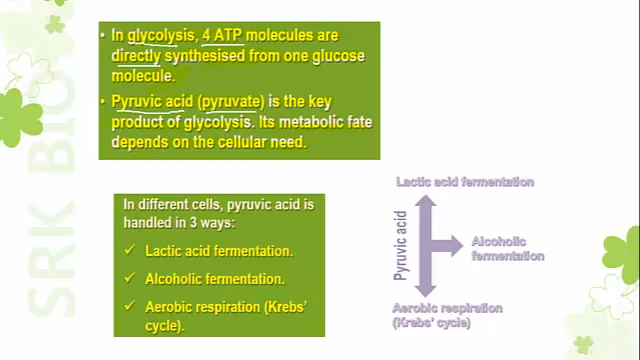 • In glycolysis, 4 ATP molecules are
directly synthesised from one glucose
molecule.
• Pyruvic acid (pyruvate) is the key
product of glycolysis. Its metabolic fate
depends on the cellular need.
In different cells, pyruvic acid is
handled in 3 ways:
✓ Lactic acid fermentation.
✓ Alcoholic fermentation.
✓ Aerobic respiration (Krebs'
cycle).
Lactic acid fermentation
Pyruvic acid
Alcoholic
fermentation
Aerobic respiration
(Krebs' cycle)
SRK BIO